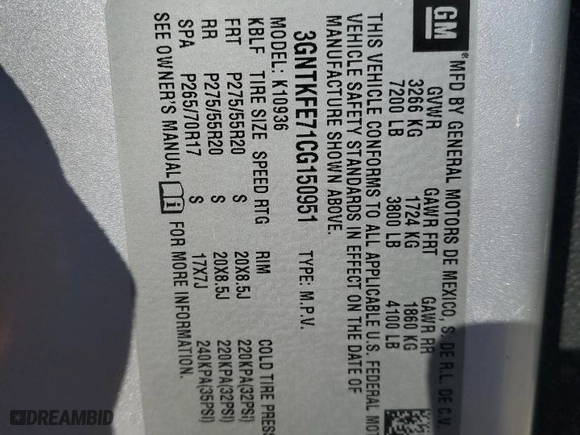 GM
®
MFD BY GENERAL MOTORS DE MEXICO, S. DE R.L. DE C.V.
GVWR GAWR FRT GAWR RR
3266 KG 1724 KG 1860 KG
7200 LB 3800 LB 4100 LB
THIS VEHICLE CONFORMS TO ALL APPLICABLE U.S. FEDERAL MOT
VEHICLE SAFETY STANDARDS IN EFFECT ON THE DATE OF
MANUFACTURE SHOWN ABOVE.
3GNTKFE71CG150951 TYPE: M.P.V.
MODEL: K10936
KBLF TIRE SIZE SPEED RTG RIM COLD TIRE PRESS
FRT P275/55R20 S 20X8.5J 220KPA(32PSI)
RR P275/55R20 S 20X8.5J 220KPA(32PSI)
SPA P265/70R17 S 17X7J 240KPA(35PSI)
SEE OWNER'S MANUAL FOR MORE INFORMATION.
DREAMBID